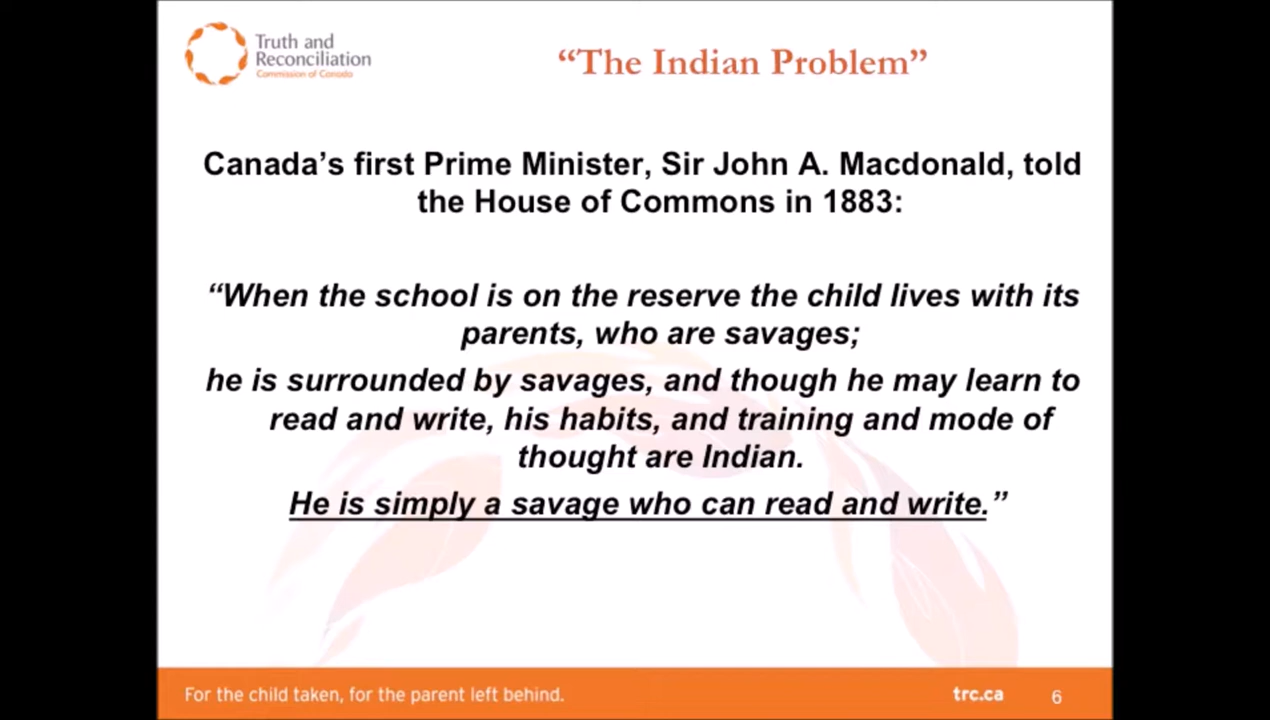 Truth and
Reconciliation
Commission of Canada
“The Indian Problem”
Canada’s first Prime Minister, Sir John A. Macdonald, told
the House of Commons in 1883:
“When the school is on the reserve the child lives with its
parents, who are savages;
he is surrounded by savages, and though he may learn to
read and write, his habits, and training and mode of
thought are Indian.
He is simply a savage who can read and write.”
For the child taken, for the parent left behind.
trc.ca
6